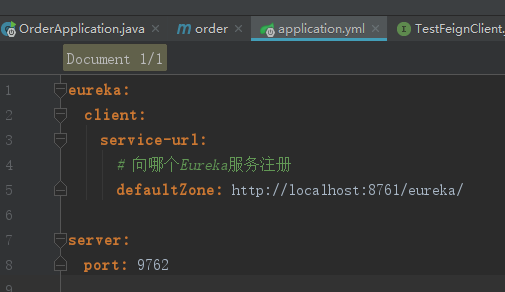 OrderApplication.java
order
application.yml
TestFeignClient.
Document 1/1
1 eureka:
2 client:
3 service-url:
4 # 向哪个Eureka服务注册
5 defaultZone: http://localhost:8761/eureka/
6
7 server:
8 port: 9762
9